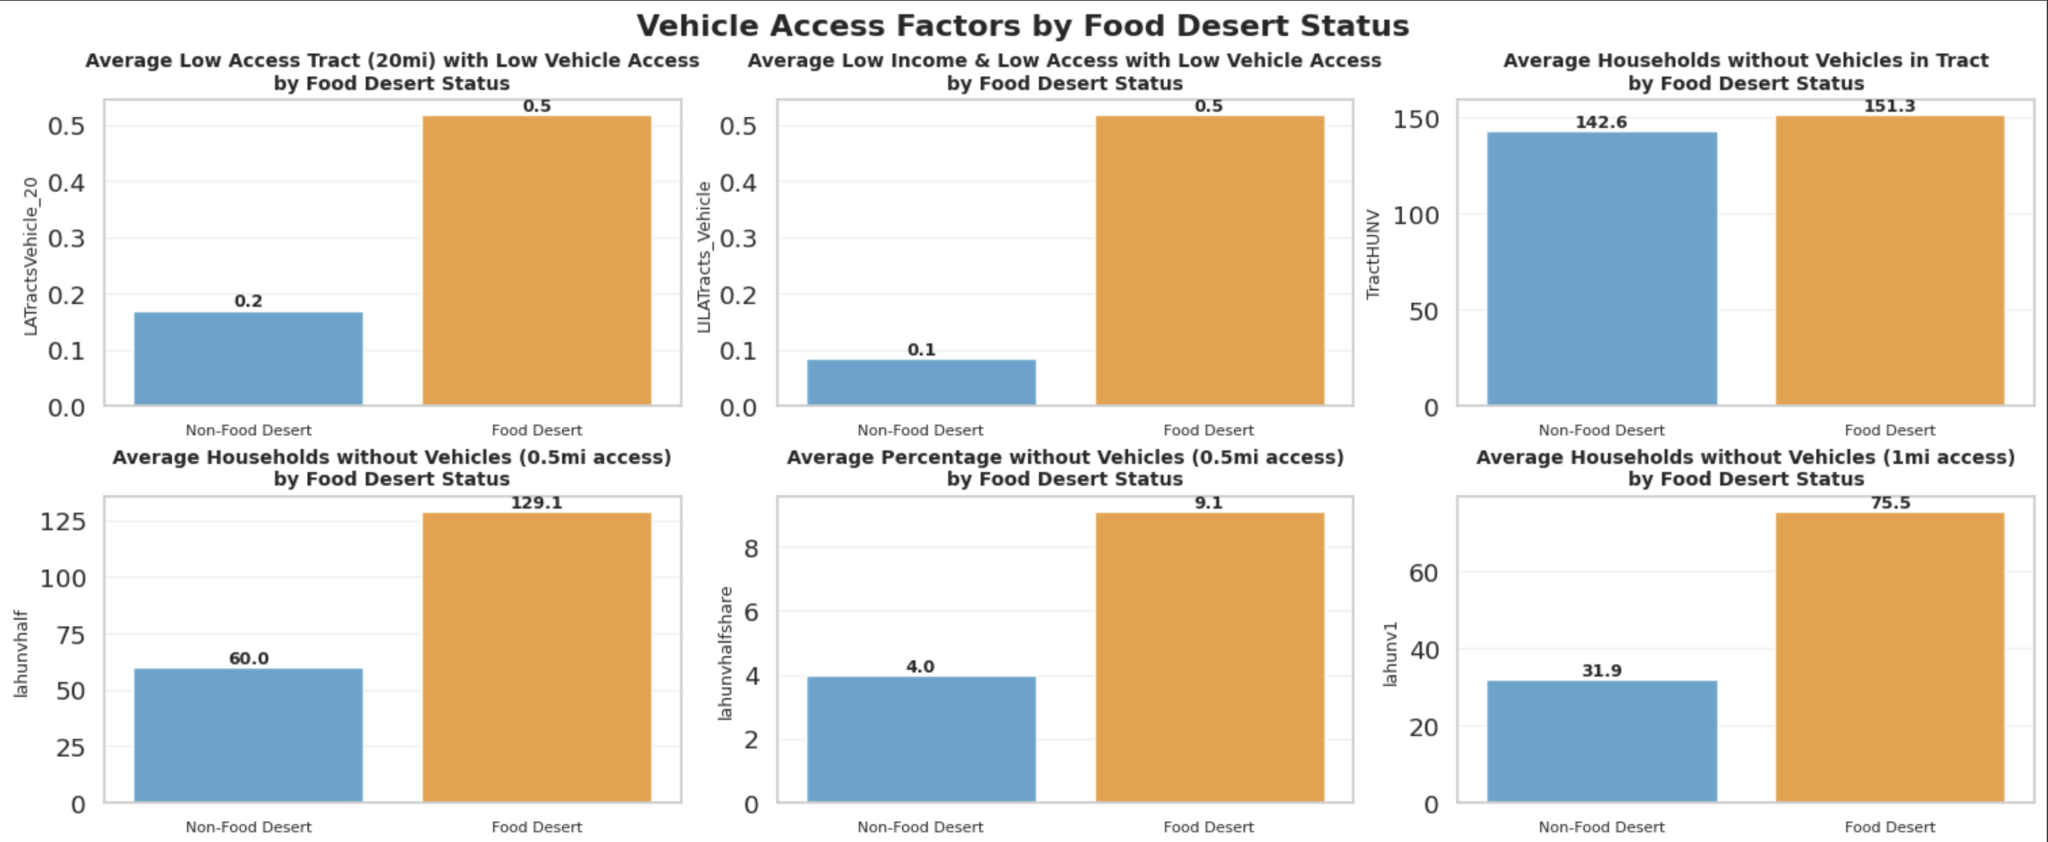 Vehicle Access Factors by Food Desert Status
Average Low Access Tract (20mi) with Low Vehicle Access
by Food Desert Status
LATractsVehicle_20
0.5
0.4
0.3
0.2
0.1
0.0
0.2
0.5
Non-Food Desert
Food Desert
Average Low Income & Low Access with Low Vehicle Access
by Food Desert Status
LILATracts_Vehicle
0.5
0.4
0.3
0.2
0.1
0.0
0.1
0.5
Non-Food Desert
Food Desert
Average Households without Vehicles in Tract
by Food Desert Status
TractHUNV
150
100
50
0
142.6
151.3
Non-Food Desert
Food Desert
Average Households without Vehicles (0.5mi access)
by Food Desert Status
lahunvhalf
125
100
75
50
25
0
60.0
129.1
Non-Food Desert
Food Desert
Average Percentage without Vehicles (0.5mi access)
by Food Desert Status
lahunvhalfshare
8
6
4
2
0
4.0
9.1
Non-Food Desert
Food Desert
Average Households without Vehicles (1mi access)
by Food Desert Status
lahunv1
60
40
20
0
31.9
75.5
Non-Food Desert
Food Desert